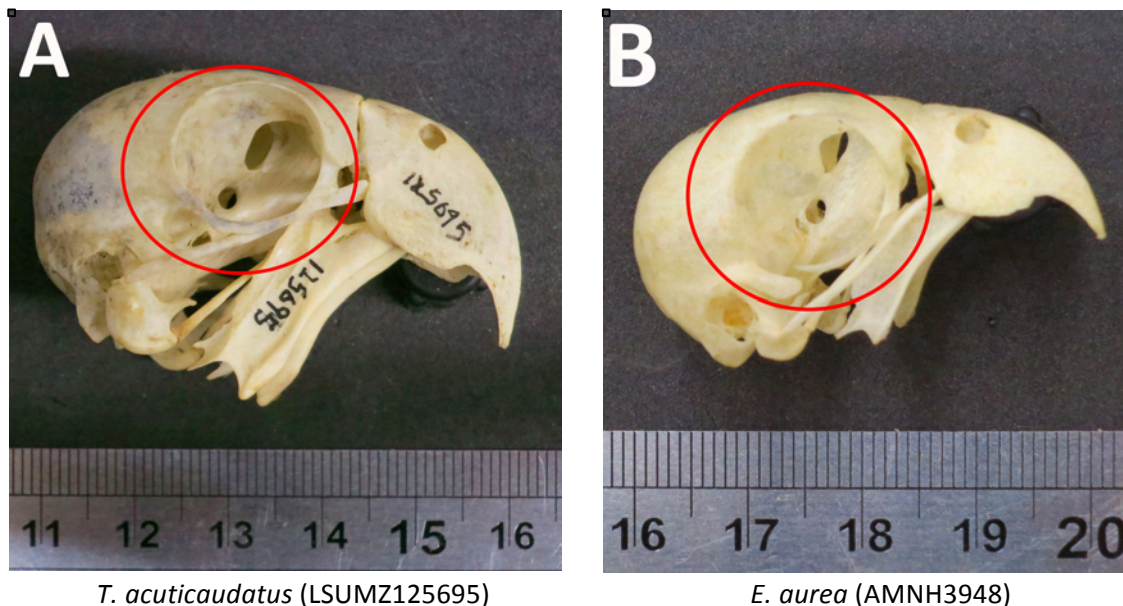 A
B
125695
125695
11 12 13 14 15 16
16 17 18 19 20
T. acuticaudatus (LSUMZ125695)
E. aurea (AMNH3948)